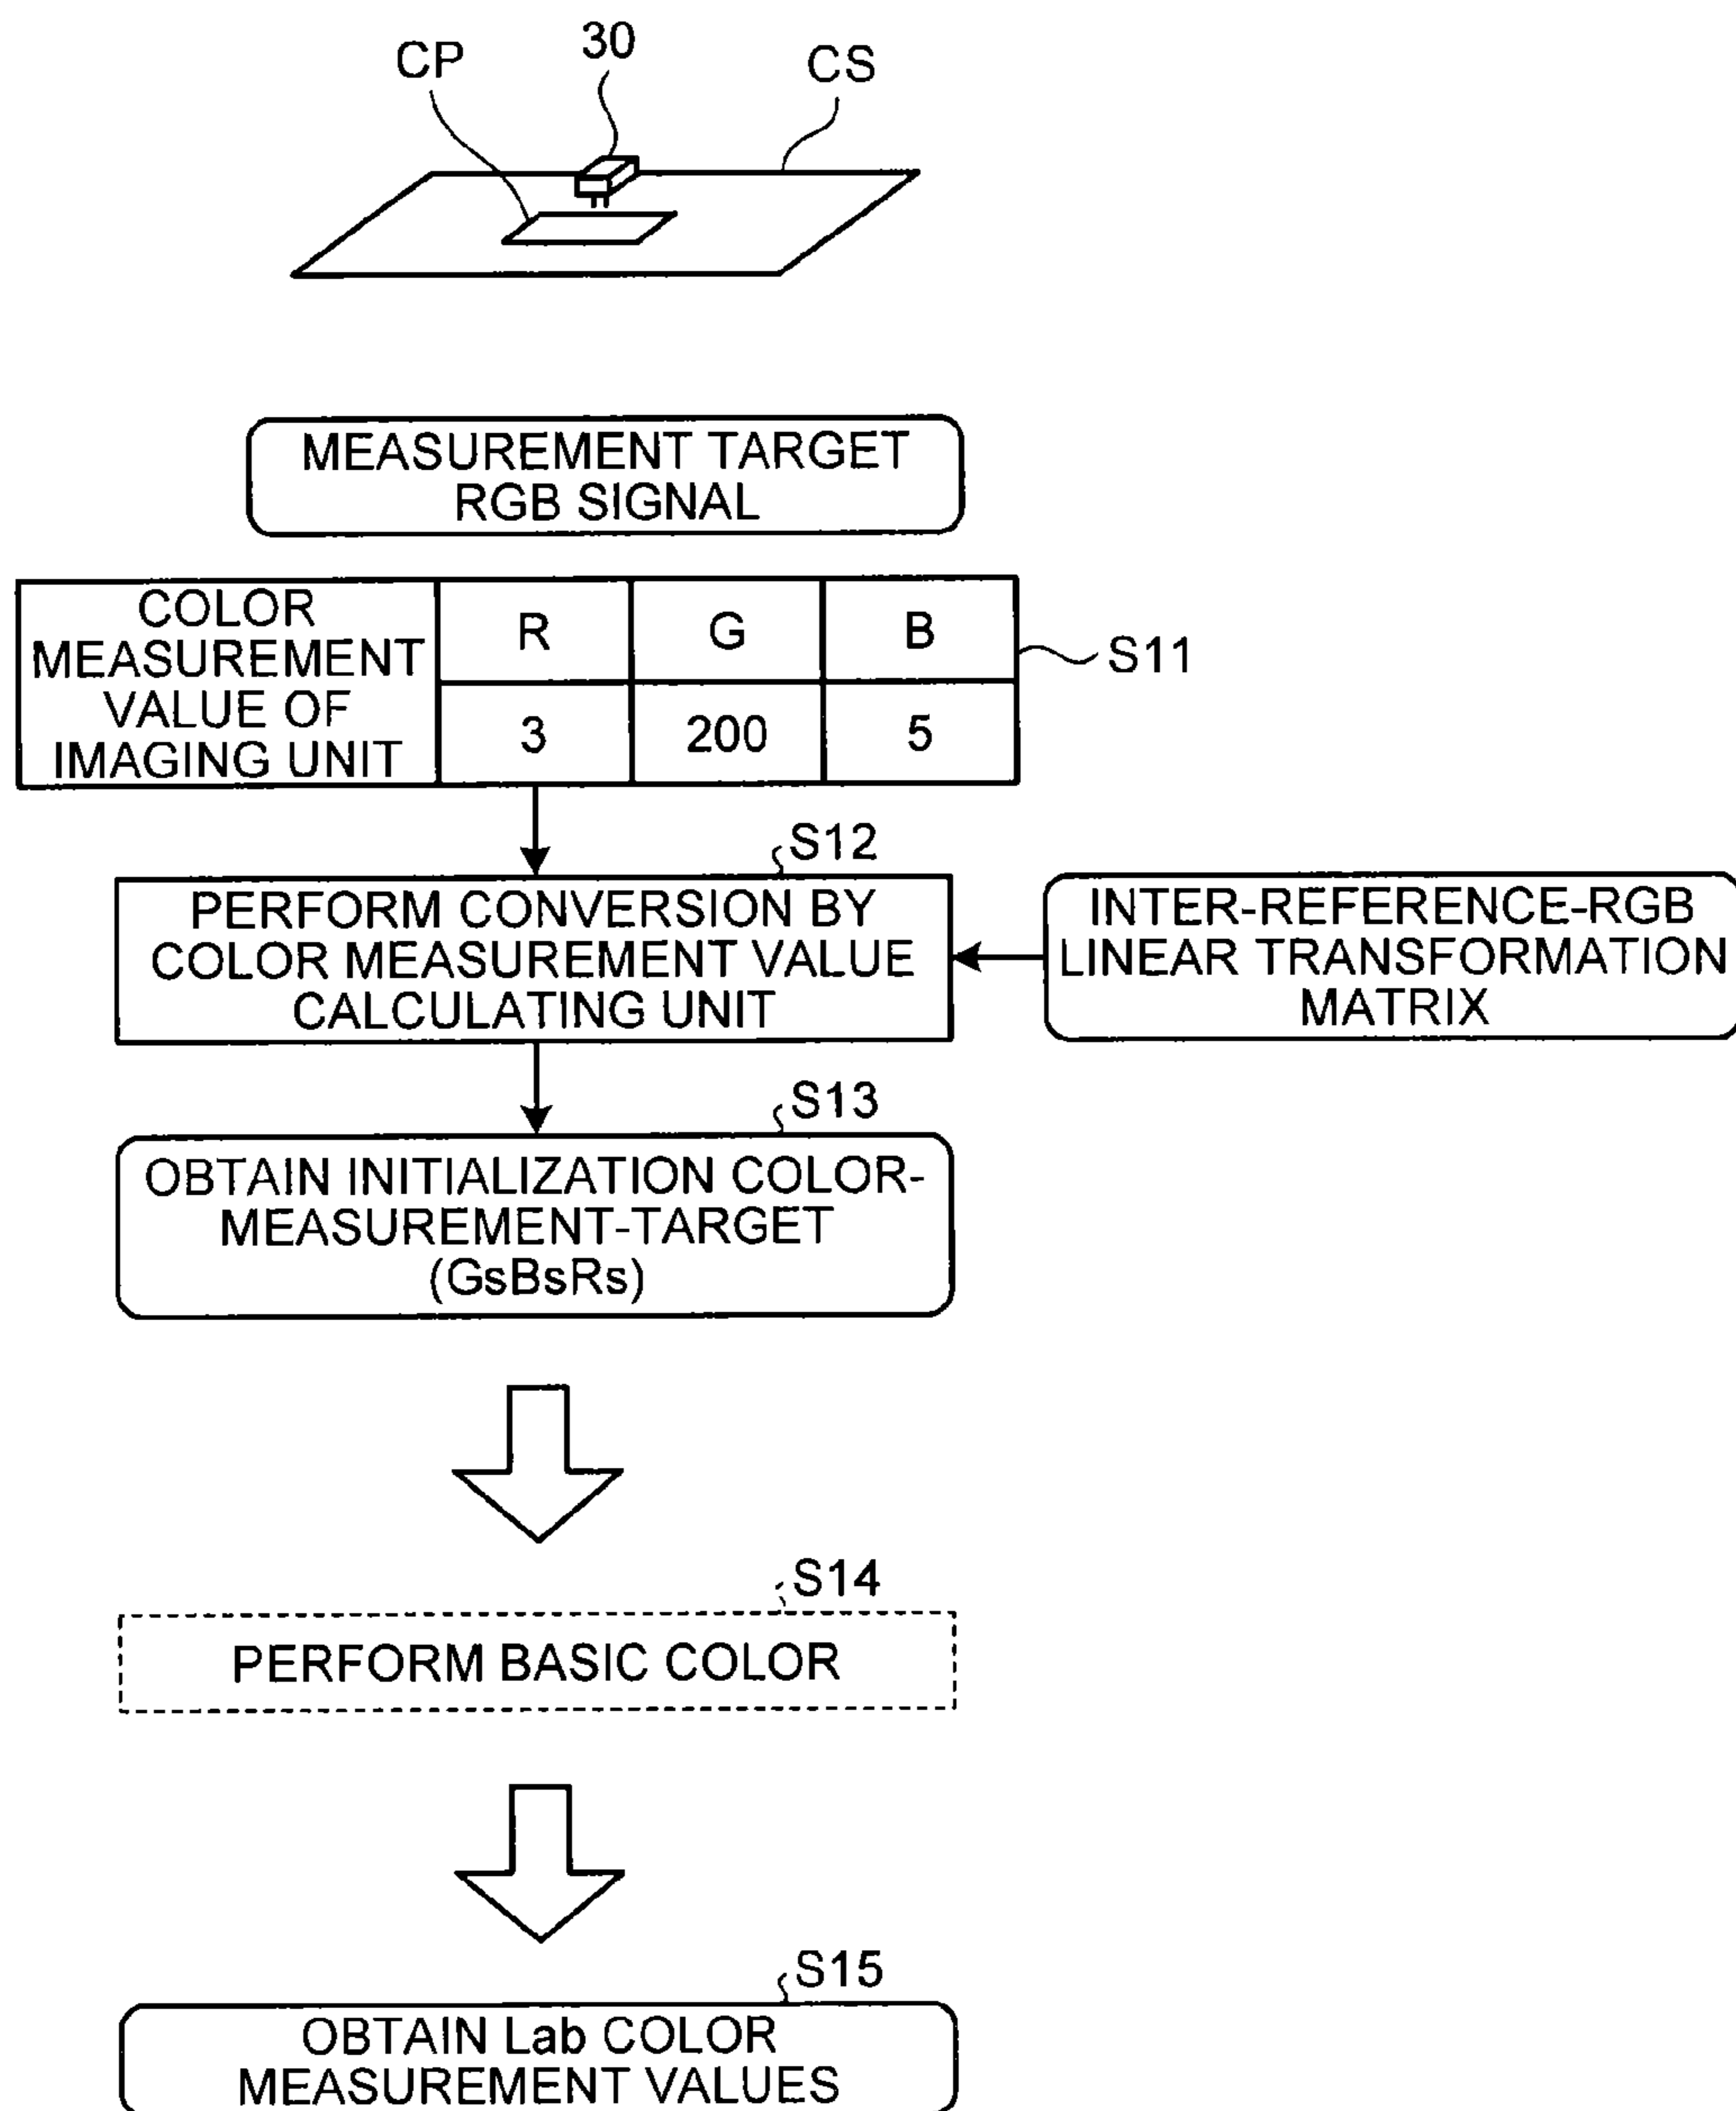 CP
30
CS
MEASUREMENT TARGET
RGB SIGNAL
COLOR
MEASUREMENT
VALUE OF
IMAGING UNIT
R
G
B
S11
3
200
5
S12
PERFORM CONVERSION BY
COLOR MEASUREMENT VALUE
CALCULATING UNIT
INTER-REFERENCE-RGB
LINEAR TRANSFORMATION
MATRIX
S13
OBTAIN INITIALIZATION COLOR-
MEASUREMENT-TARGET
(GsBsRs)
S14
PERFORM BASIC COLOR
S15
OBTAIN Lab COLOR
MEASUREMENT VALUES